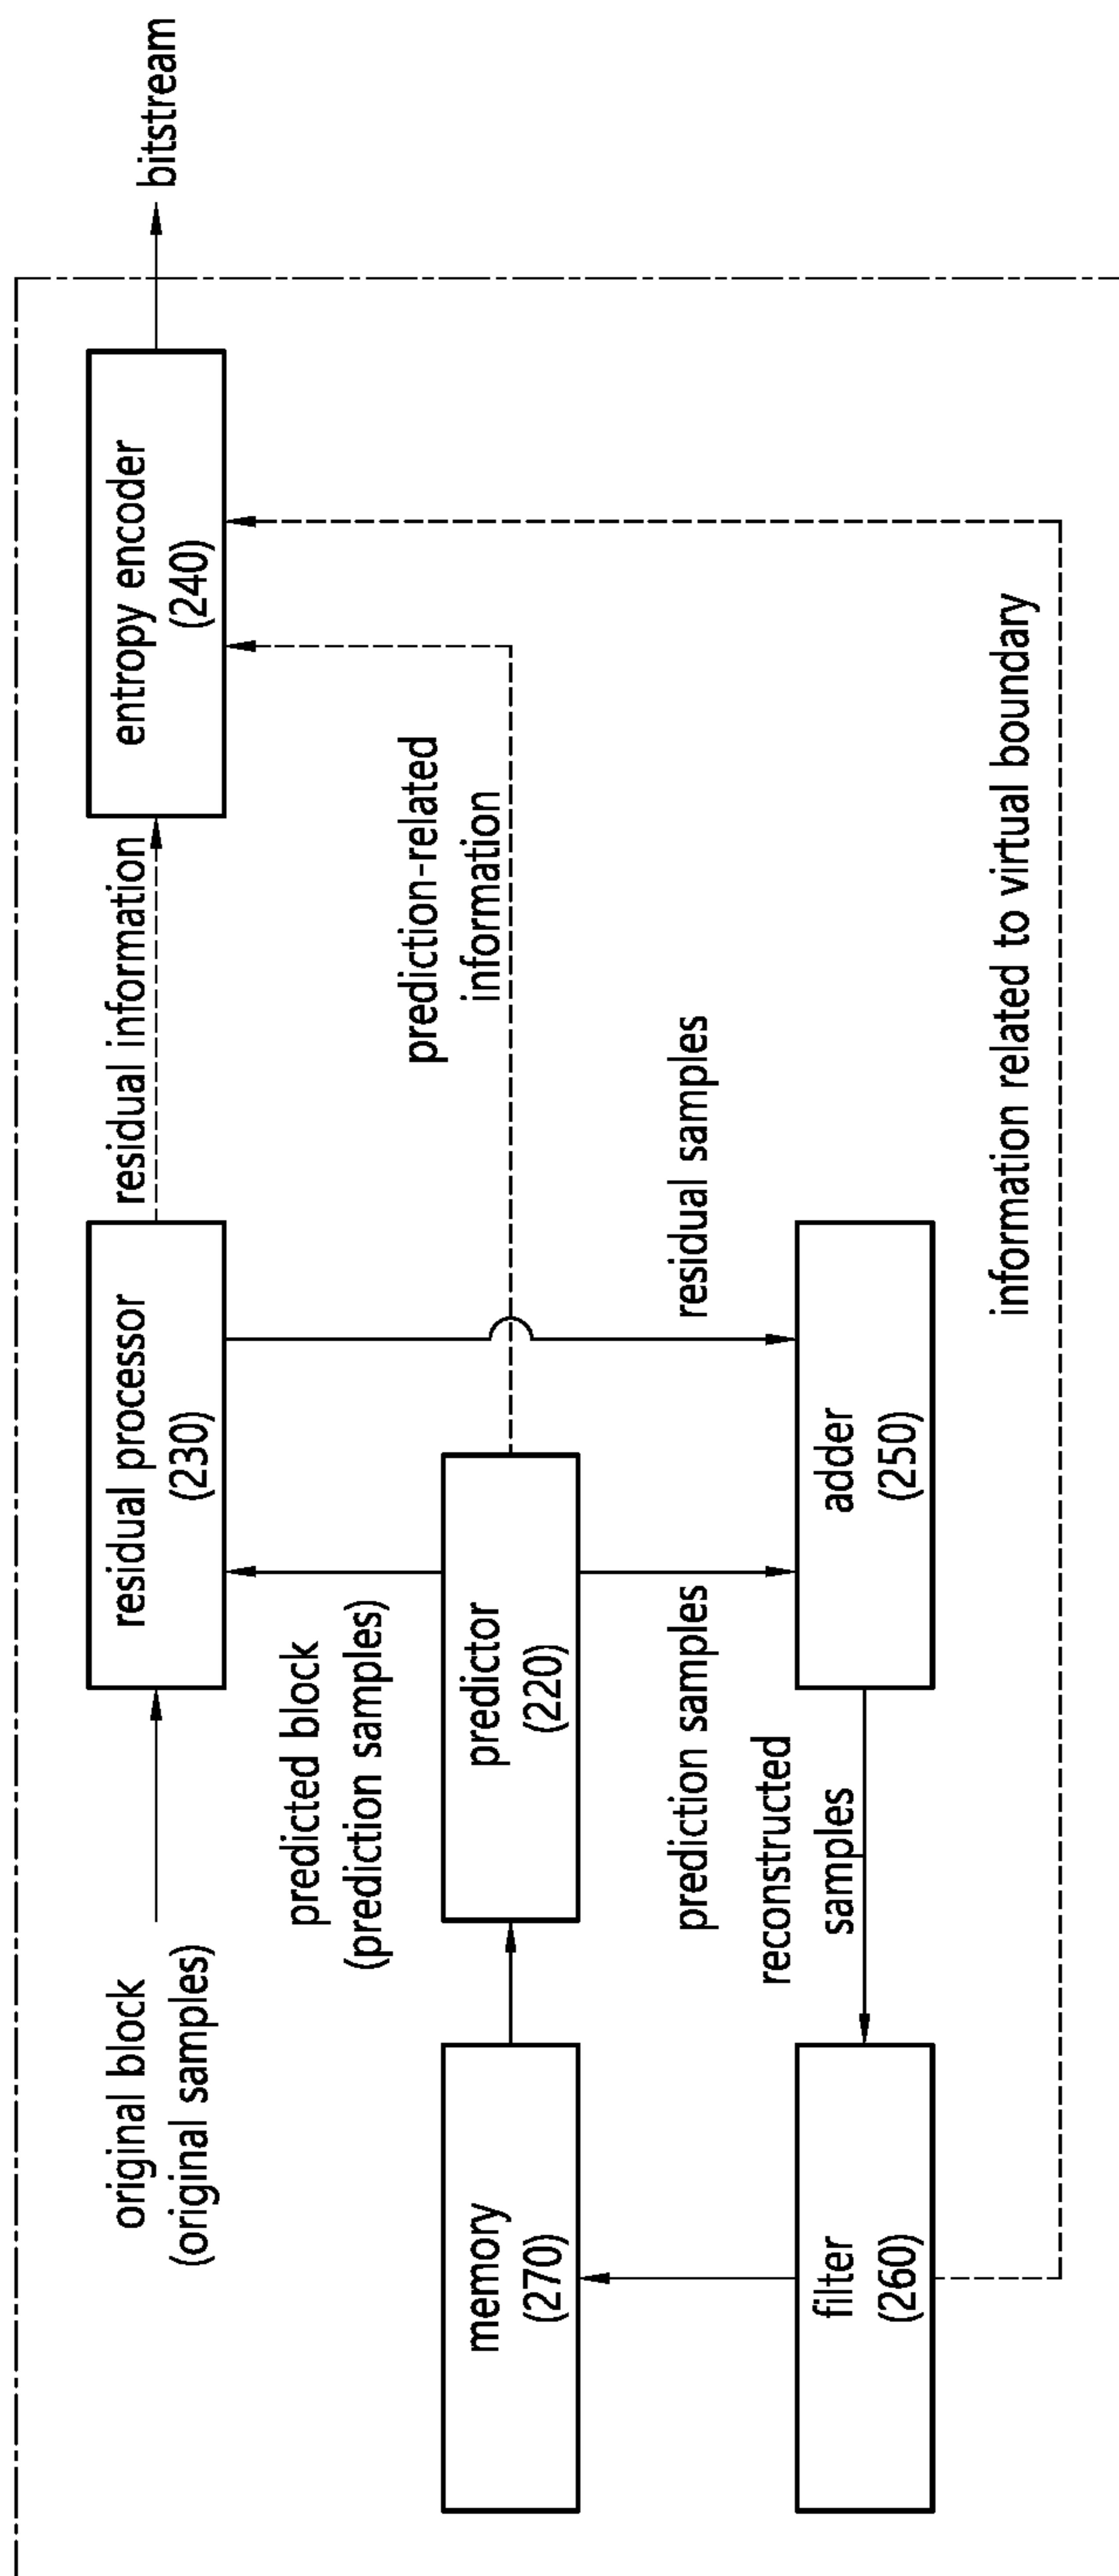 original block
(original samples)
residual processor
(230)
residual information
entropy encoder
(240)
bitstream
predicted block
(prediction samples)
prediction-related
information
memory
(270)
predictor
(220)
prediction samples
residual samples
reconstructed
samples
filter
(260)
adder
(250)
information related to virtual boundary